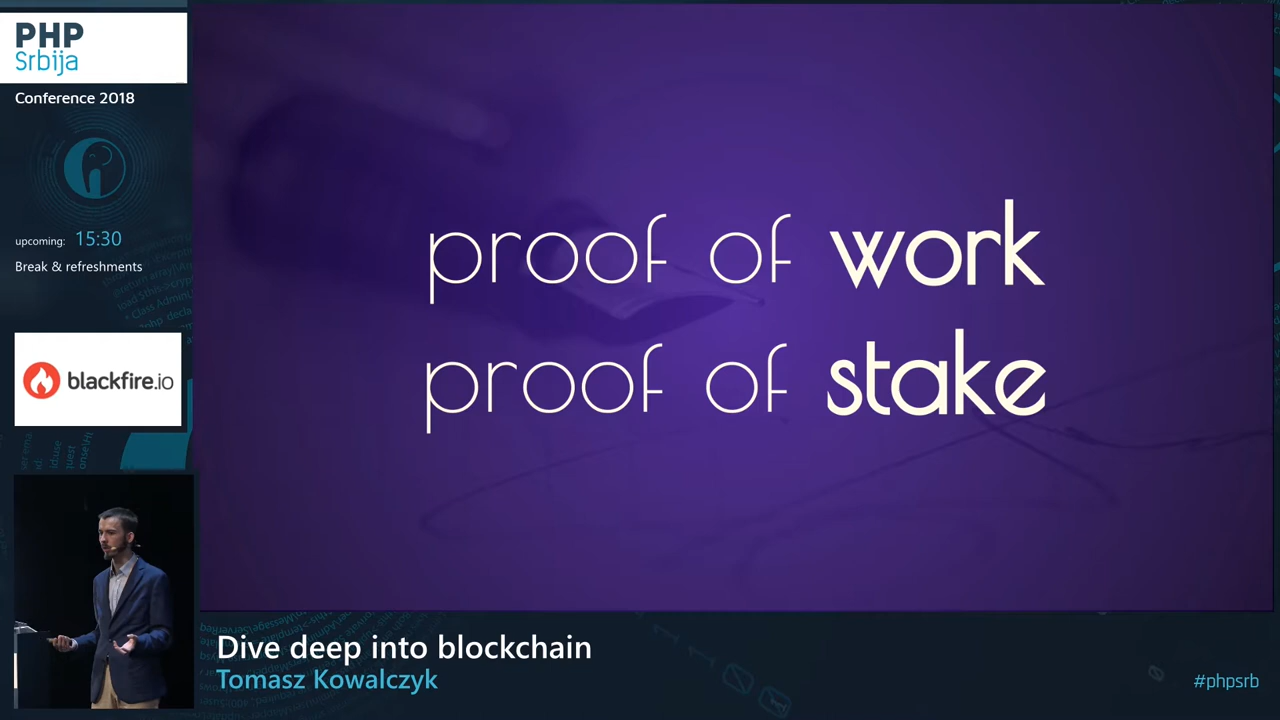 PHP
Srbija
Conference 2018
upcoming: 15:30
Break & refreshments
blackfire.io
proof of work
proof of stake
Dive deep into blockchain
Tomasz Kowalczyk
#phpsrb